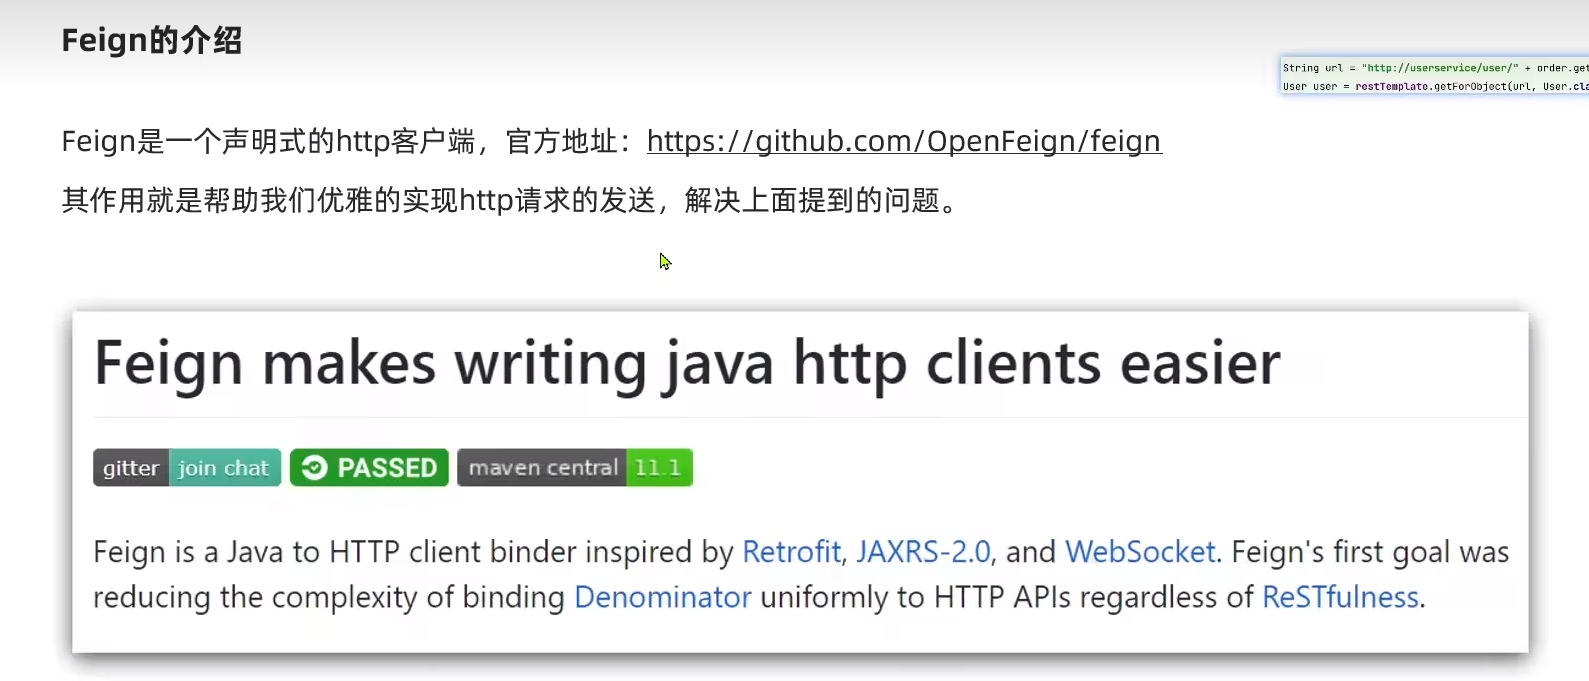 Feign的介绍
String url = "http://userservice/user/" + order.get
User user = restTemplate.getForObject(url, User.cla
Feign是一个声明式的http客户端，官方地址：https://github.com/OpenFeign/feign
其作用就是帮助我们优雅的实现http请求的发送，解决上面提到的问题。
Feign makes writing java http clients easier
gitter join chat PASSED maven central 11.1
Feign is a Java to HTTP client binder inspired by Retrofit, JAXRS-2.0, and WebSocket. Feign's first goal was
reducing the complexity of binding Denominator uniformly to HTTP APIs regardless of ReSTfulness.